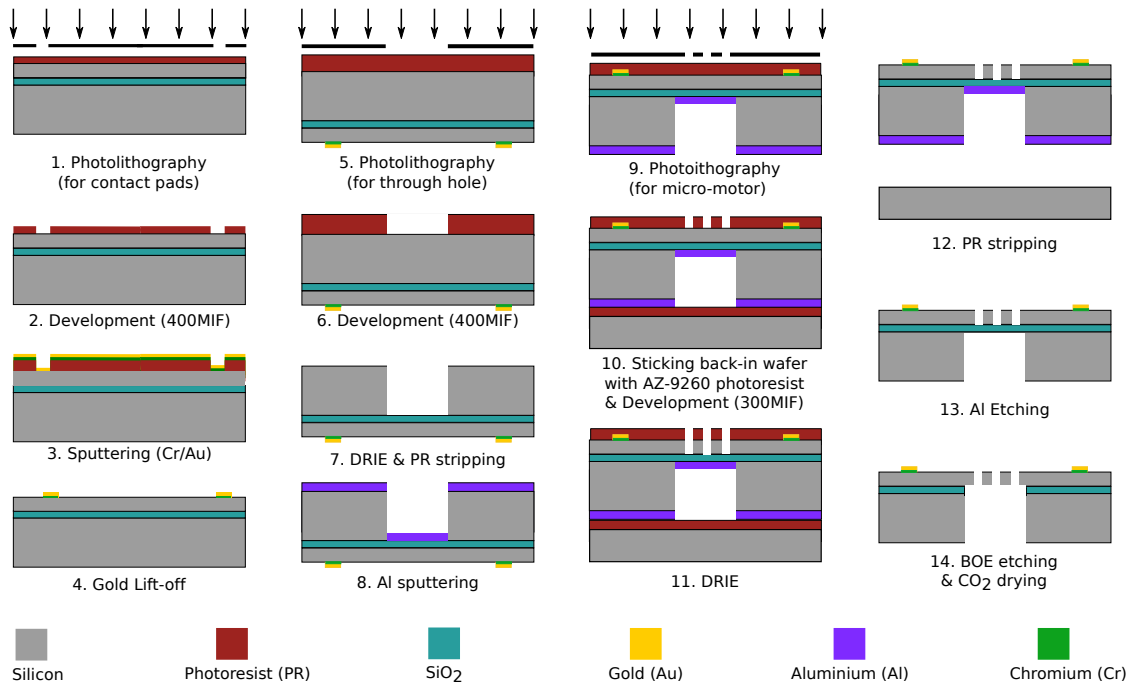 1. Photolithography
(for contact pads)
2. Development (400MIF)
3. Sputtering (Cr/Au)
4. Gold Lift-off
5. Photolithography
(for through hole)
6. Development (400MIF)
7. DRIE & PR stripping
8. Al sputtering
9. Photoithography
(for micro-motor)
10. Sticking back-in wafer
with AZ-9260 photoresist
& Development (300MIF)
11. DRIE
12. PR stripping
13. Al Etching
14. BOE etching
& CO2 drying
Silicon
Photoresist (PR)
SiO2
Gold (Au)
Aluminium (Al)
Chromium (Cr)